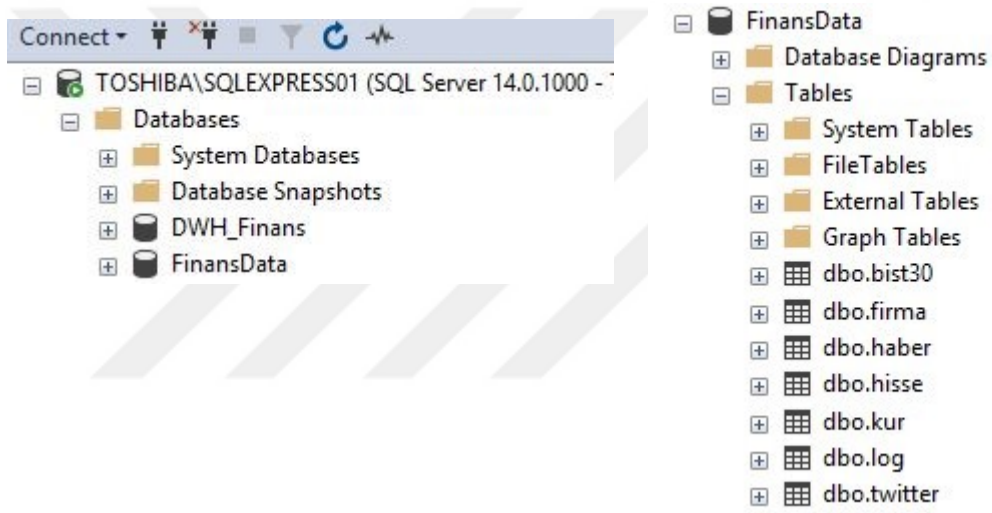 Connect
TOSHIBA\SQLEXPRESS01 (SQL Server 14.0.1000 -
Databases
System Databases
Database Snapshots
DWH_Finans
FinansData
FinansData
Database Diagrams
Tables
System Tables
FileTables
External Tables
Graph Tables
dbo.bist30
dbo.firma
dbo.haber
dbo.hisse
dbo.kur
dbo.log
dbo.twitter